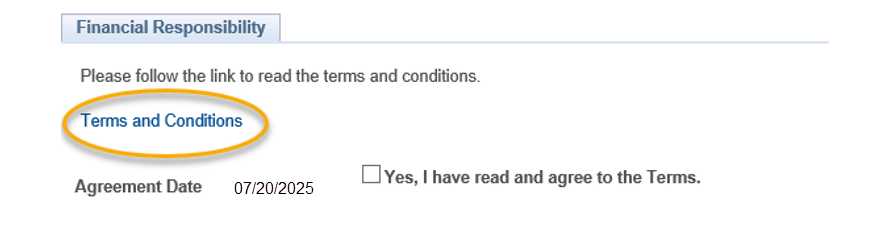 Financial Responsibility
Please follow the link to read the terms and conditions.
Terms and Conditions
Agreement Date 07/20/2025 Yes, I have read and agree to the Terms.